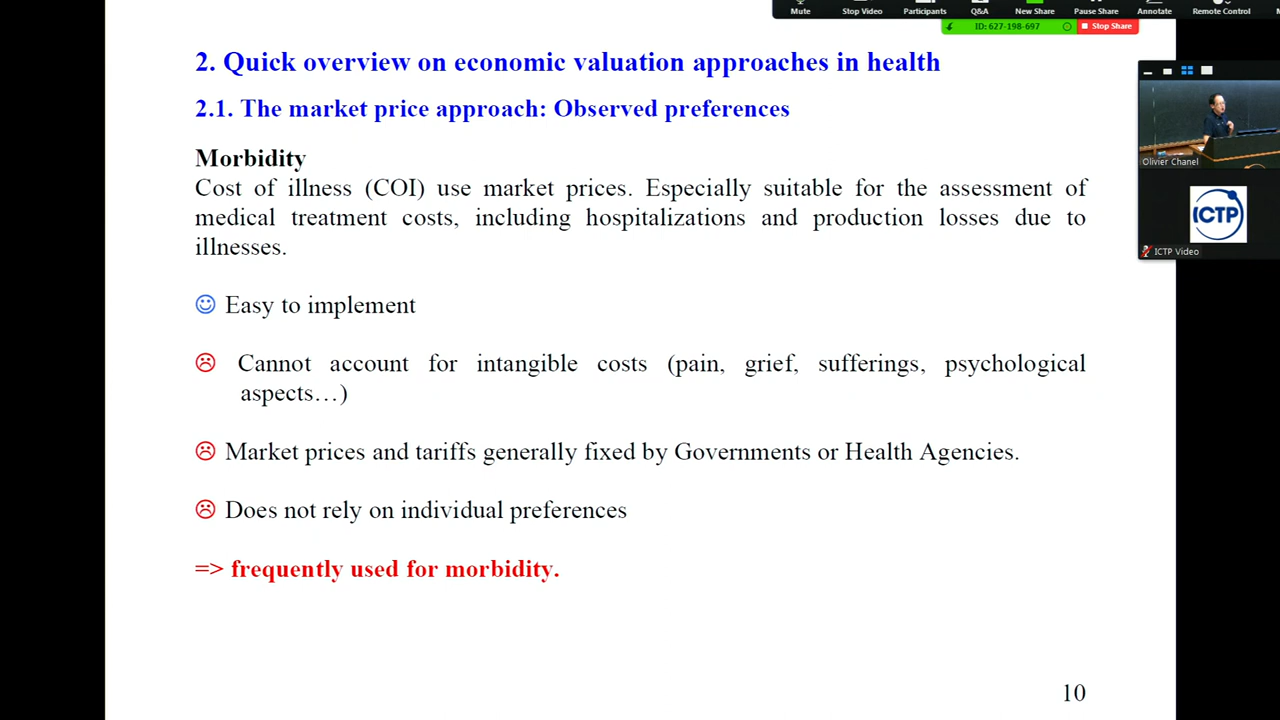 Mute
Stop Video
Participants
Q&A
New Share
Pause Share
Annotate
Remote Control
ID: 627-198-697
Stop Share
2. Quick overview on economic valuation approaches in health
2.1. The market price approach: Observed preferences
Morbidity
Cost of illness (COI) use market prices. Especially suitable for the assessment of
medical treatment costs, including hospitalizations and production losses due to
illnesses.
Easy to implement
Cannot account for intangible costs (pain, grief, sufferings, psychological
aspects…)
Market prices and tariffs generally fixed by Governments or Health Agencies.
Does not rely on individual preferences
=> frequently used for morbidity.
10
Olivier Chanel
ICTP
ICTP Video